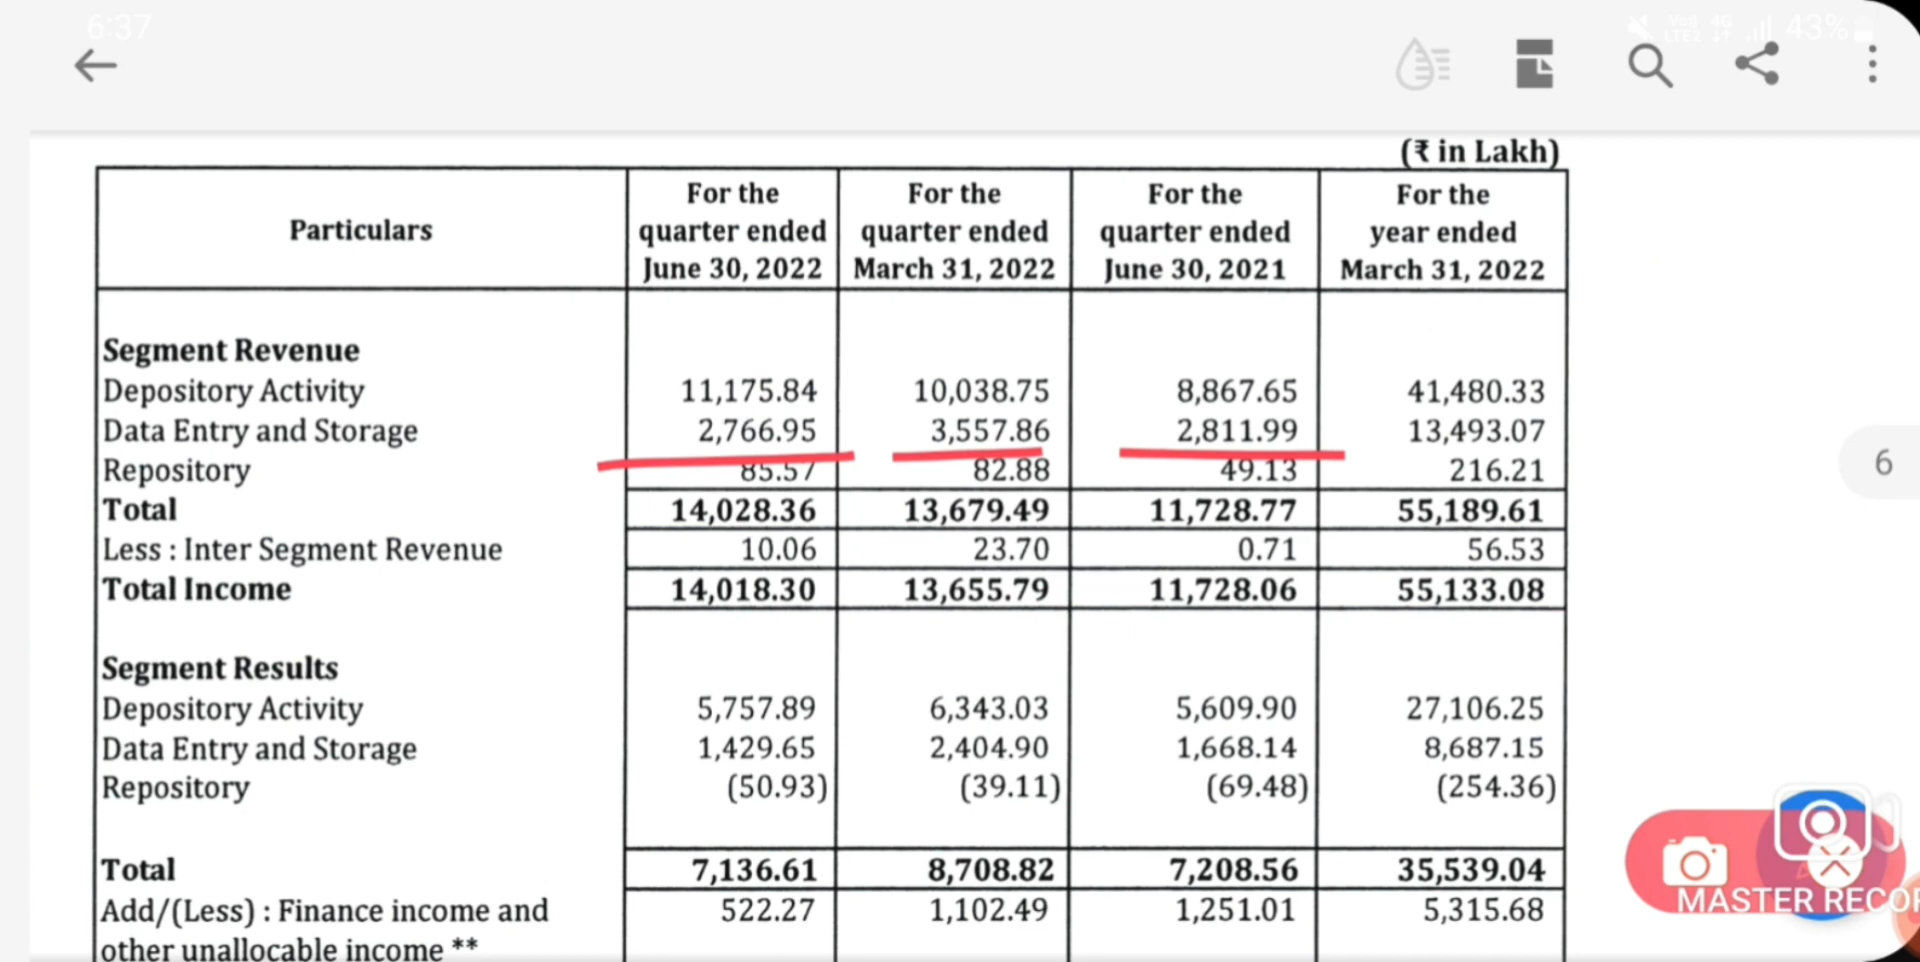 6:37
Vo)) 4G 43%
LTE2
(₹ in Lakh)
Particulars For the quarter ended June 30, 2022 For the quarter ended March 31, 2022 For the quarter ended June 30, 2021 For the year ended March 31, 2022
Segment Revenue
Depository Activity 11,175.84 10,038.75 8,867.65 41,480.33
Data Entry and Storage 2,766.95 3,557.86 2,811.99 13,493.07
Repository 85.57 82.88 49.13 216.21
Total 14,028.36 13,679.49 11,728.77 55,189.61
Less : Inter Segment Revenue 10.06 23.70 0.71 56.53
Total Income 14,018.30 13,655.79 11,728.06 55,133.08
Segment Results
Depository Activity 5,757.89 6,343.03 5,609.90 27,106.25
Data Entry and Storage 1,429.65 2,404.90 1,668.14 8,687.15
Repository (50.93) (39.11) (69.48) (254.36)
Total 7,136.61 8,708.82 7,208.56 35,539.04
Add/(Less) : Finance income and 522.27 1,102.49 1,251.01 5,315.68
other unallocable income **
6
MASTER RECOR